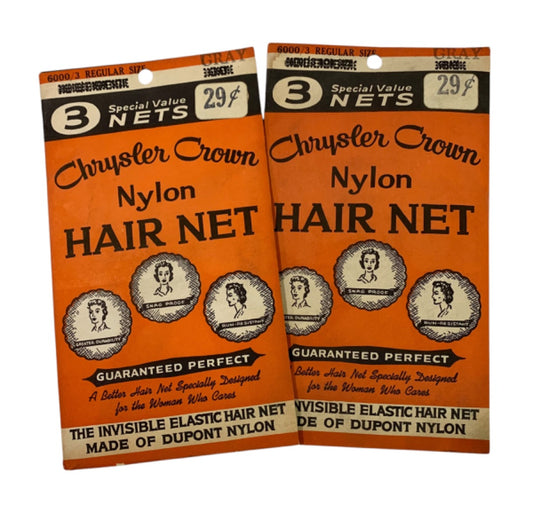 GRAY
6000/3 REGULAR SIZE
3 Special Value NETS
29¢
Chrysler Crown
Nylon
HAIR NET
SNAG PROOF
GREATER DURABILITY
RUN-RESISTANT
GUARANTEED PERFECT
A Better Hair Net Specially Designed
for the Woman Who Cares
THE INVISIBLE ELASTIC HAIR NET
MADE OF DUPONT NYLON
GRAY
6000/3 REGULAR SIZE
3 Special Value NETS
29¢
Chrysler Crown
Nylon
HAIR NET
SNAG PROOF
RUN-RESISTANT
GUARANTEED PERFECT
Better Hair Net Specially Designed
for the Woman Who Cares
INVISIBLE ELASTIC HAIR NET
MADE OF DUPONT NYLON